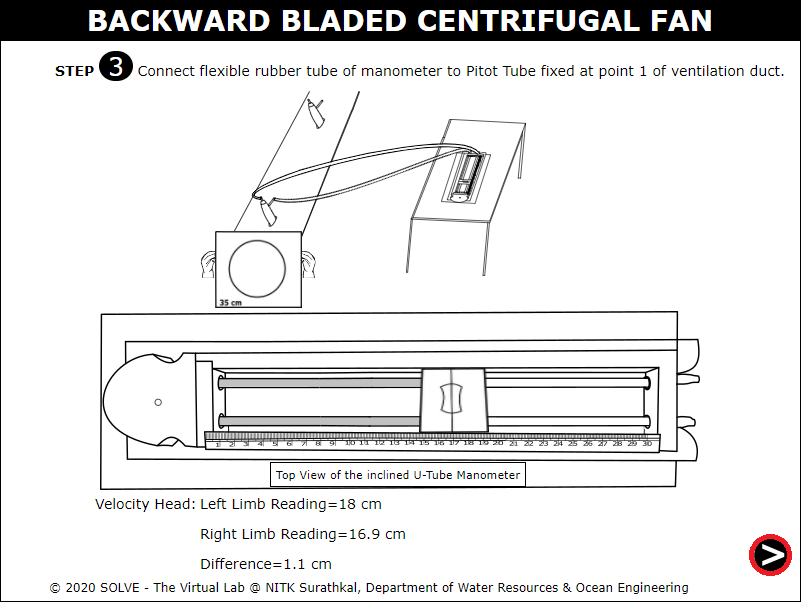 BACKWARD BLADED CENTRIFUGAL FAN
STEP 3 Connect flexible rubber tube of manometer to Pitot Tube fixed at point 1 of ventilation duct.
35 cm
1 2 3 4 5 6 7 8 9 10 11 12 13 14 15 16 17 18 19 20 21 22 23 24 25 26 27 28 29 30
Top View of the inclined U-Tube Manometer
Velocity Head: Left Limb Reading=18 cm
Right Limb Reading=16.9 cm
Difference=1.1 cm
>
© 2020 SOLVE - The Virtual Lab @ NITK Surathkal, Department of Water Resources & Ocean Engineering